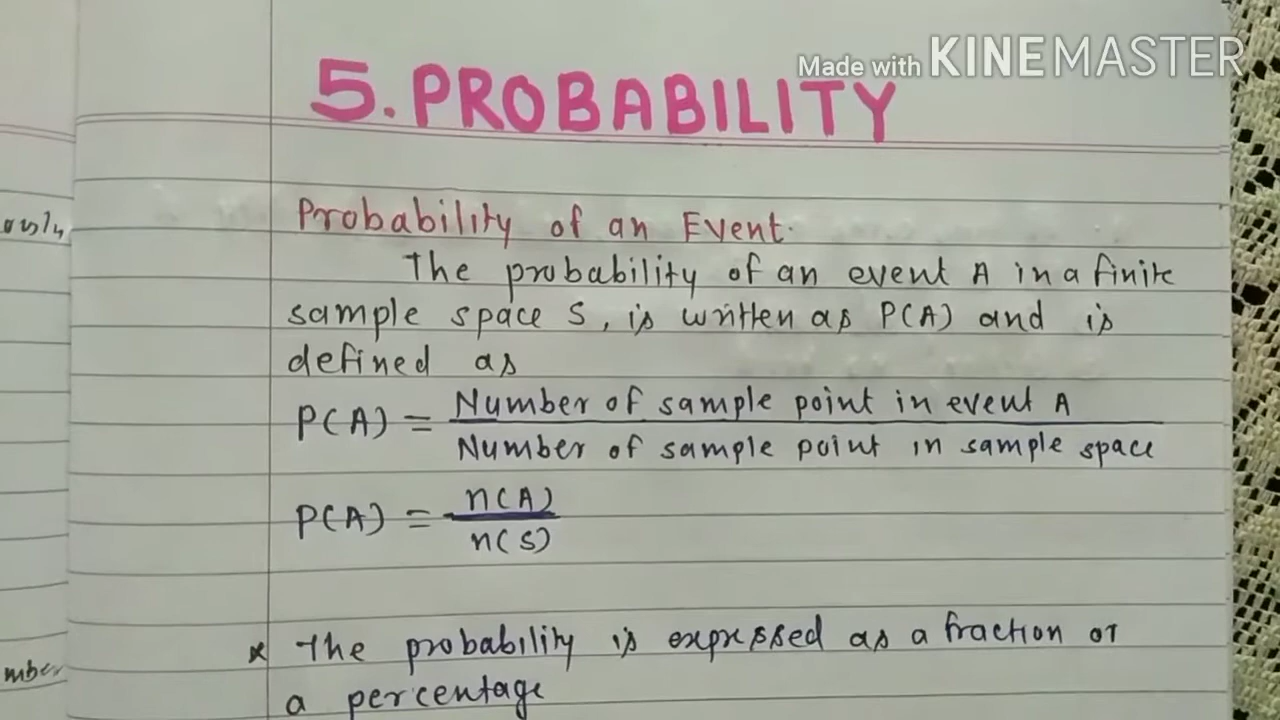 Made with KINEMASTER
5. PROBABILITY
Probability of an Event.
The probability of an event A in a finite
sample space S, is written as P(A) and is
defined as
P(A) = Number of sample point in event A
Number of sample point in sample space
P(A) = n(A)
n(S)
* The probability is expressed as a fraction or
a percentage